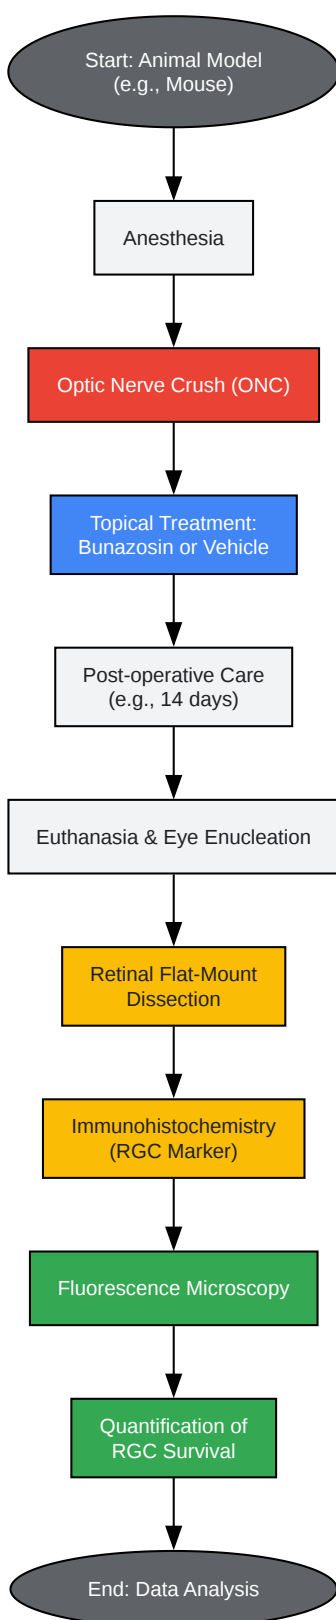 Start: Animal Model
(e.g., Mouse)
Anesthesia
Optic Nerve Crush (ONC)
Topical Treatment:
Bunazosin or Vehicle
Post-operative Care
(e.g., 14 days)
Euthanasia & Eye Enucleation
Retinal Flat-Mount
Dissection
Immunohistochemistry
(RGC Marker)
Fluorescence Microscopy
Quantification of
RGC Survival
End: Data Analysis